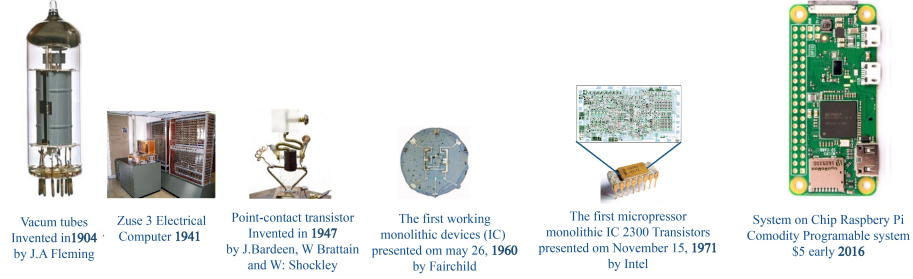 Vacum tubes
Invented in1904 .
by J.A Fleming
Zuse 3 Electrical
Computer 1941
Point-contact transistor
Invented in 1947
by J.Bardeen, W Brattain
and W: Shockley
The first working
monolithic devices (IC)
presented om may 26, 1960
by Fairchild
The first micropressor
monolithic IC 2300 Transistors
presented om November 15, 1971
by Intel
System on Chip Raspbery Pi
Comodity Programable system
$5 early 2016